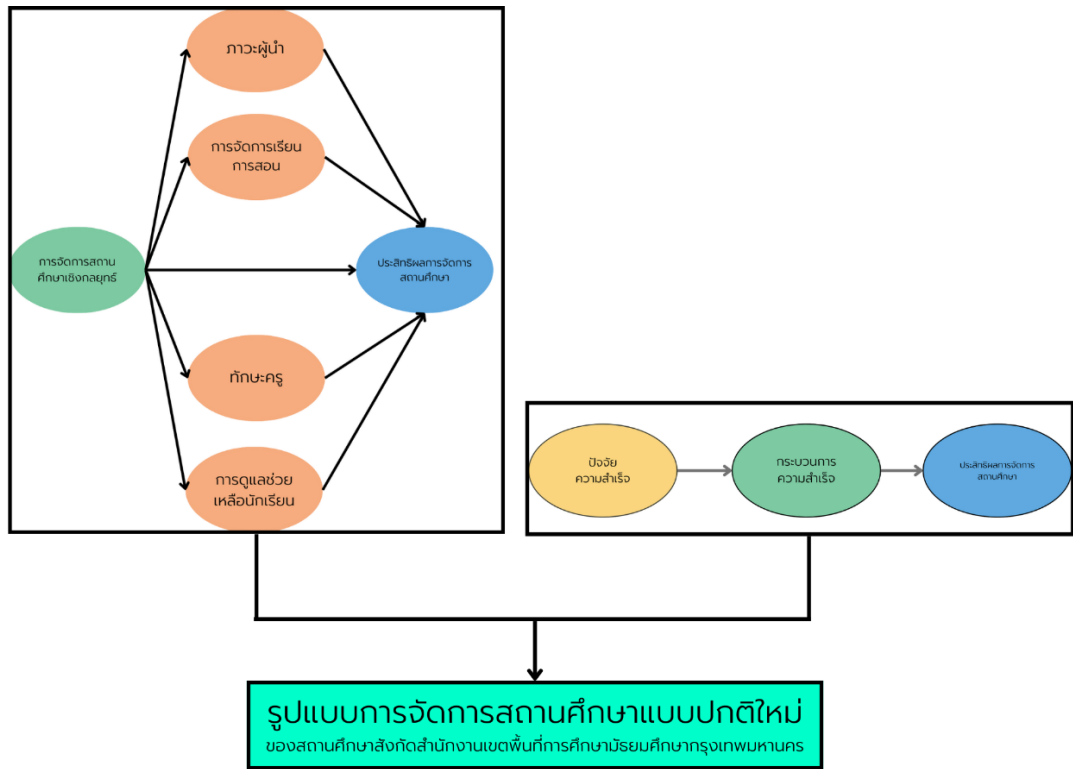 ภาวะผู้นำ
การจัดการเรียน
การสอน
การจัดการสถาน
ศึกษาเชิงกลยุทธ์
ประสิทธิผลการจัดการ
สถานศึกษา
ทักษะครู
การดูแลช่วย
เหลือนักเรียน
ปัจจัย
ความสำเร็จ
กระบวนการ
ความสำเร็จ
ประสิทธิผลการจัดการ
สถานศึกษา
รูปแบบการจัดการสถานศึกษาแบบปกติใหม่
ของสถานศึกษาสังกัดสำนักงานเขตพื้นที่การศึกษามัธยมศึกษากรุงเทพมหานคร